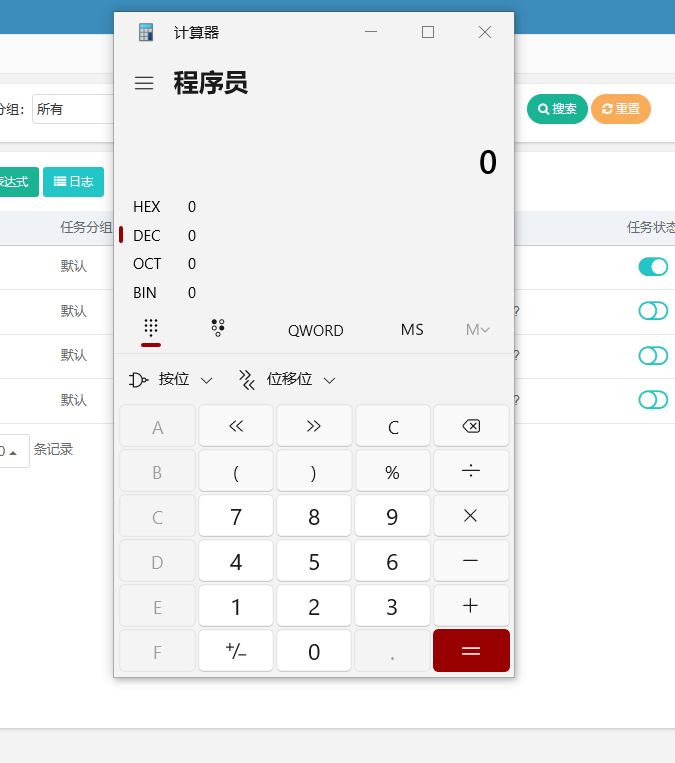 计算器
程序员
分组: 所有
搜索 重置
0
表达式 日志
HEX 0
任务分组 任务状态
DEC 0
OCT 0
默认
BIN 0
默认 ?
QWORD MS M
默认 ?
按位 位移位
默认 ?
A << >> C
0 条记录
B ( ) % ÷
C 7 8 9 ×
D 4 5 6 −
E 1 2 3 +
F +/− 0 . =